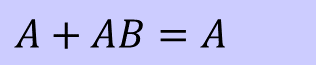 A + AB = A